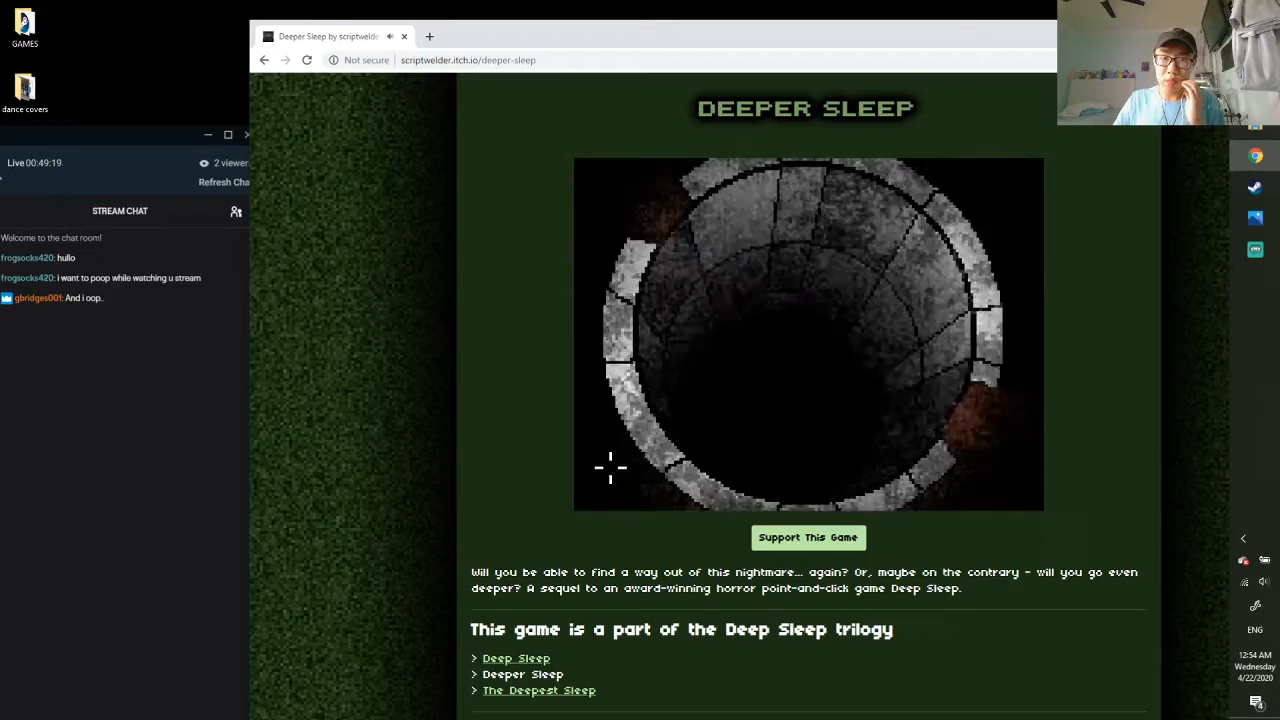 GAMES
dance covers
Deeper Sleep by scriptwelde
Not secure
scriptwelder.itch.io/deeper-sleep
Live 00:49:19
2 viewer
Refresh Cha
STREAM CHAT
Welcome to the chat room!
frogsocks420: hullo
frogsocks420: i want to poop while watching u stream
gbridges001: And i oop..
DEEPER SLEEP
Support This Game
Will you be able to find a way out of this nightmare... again? Or, maybe on the contrary - will you go even
deeper? A sequel to an award-winning horror point-and-click game Deep Sleep.
This game is a part of the Deep Sleep trilogy
> Deep Sleep
> Deeper Sleep
> The Deepest Sleep
ENG
12:54 AM
Wednesday
4/22/2020
4